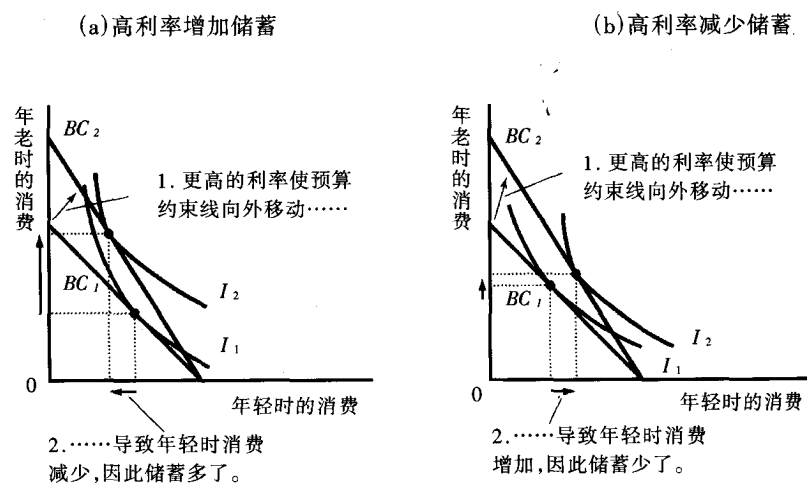 (a)高利率增加储蓄
年老时的消费
BC₂
1. 更高的利率使预算
约束线向外移动……
BC₁
I₂
I₁
0
年轻时的消费
2.……导致年轻时消费
减少,因此储蓄多了。
(b)高利率减少储蓄
年老时的消费
BC₂
1. 更高的利率使预算
约束线向外移动……
BC₁
I₂
I₁
0
年轻时的消费
2.……导致年轻时消费
增加,因此储蓄少了。